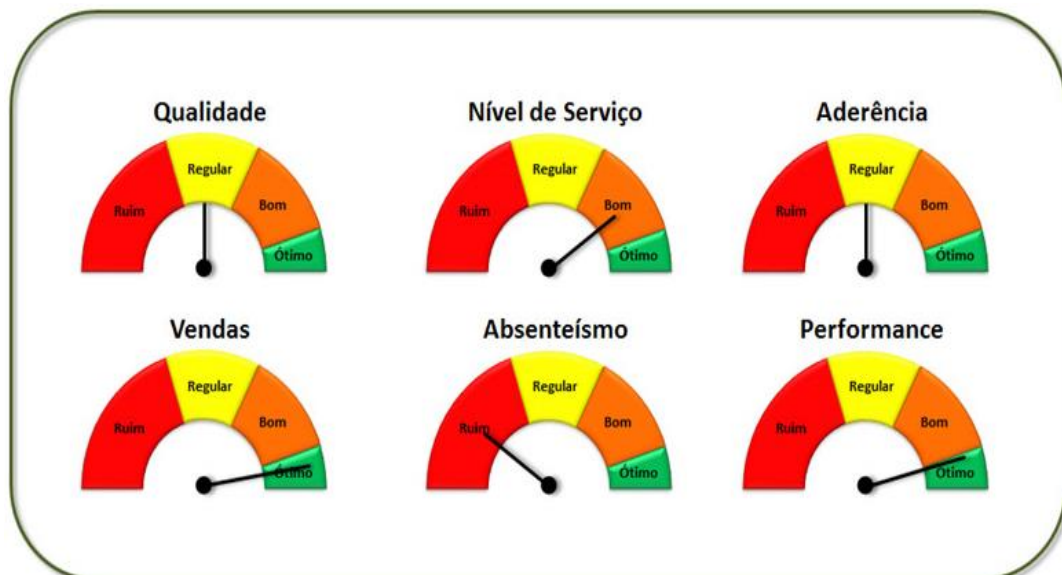 Qualidade
Nível de Serviço
Aderência
Ruim
Regular
Bom
Ótimo
Ruim
Regular
Bom
Ótimo
Ruim
Regular
Bom
Ótimo
Vendas
Absenteísmo
Performance
Ruim
Regular
Bom
Ótimo
Ruim
Regular
Bom
Ótimo
Ruim
Regular
Bom
Ótimo